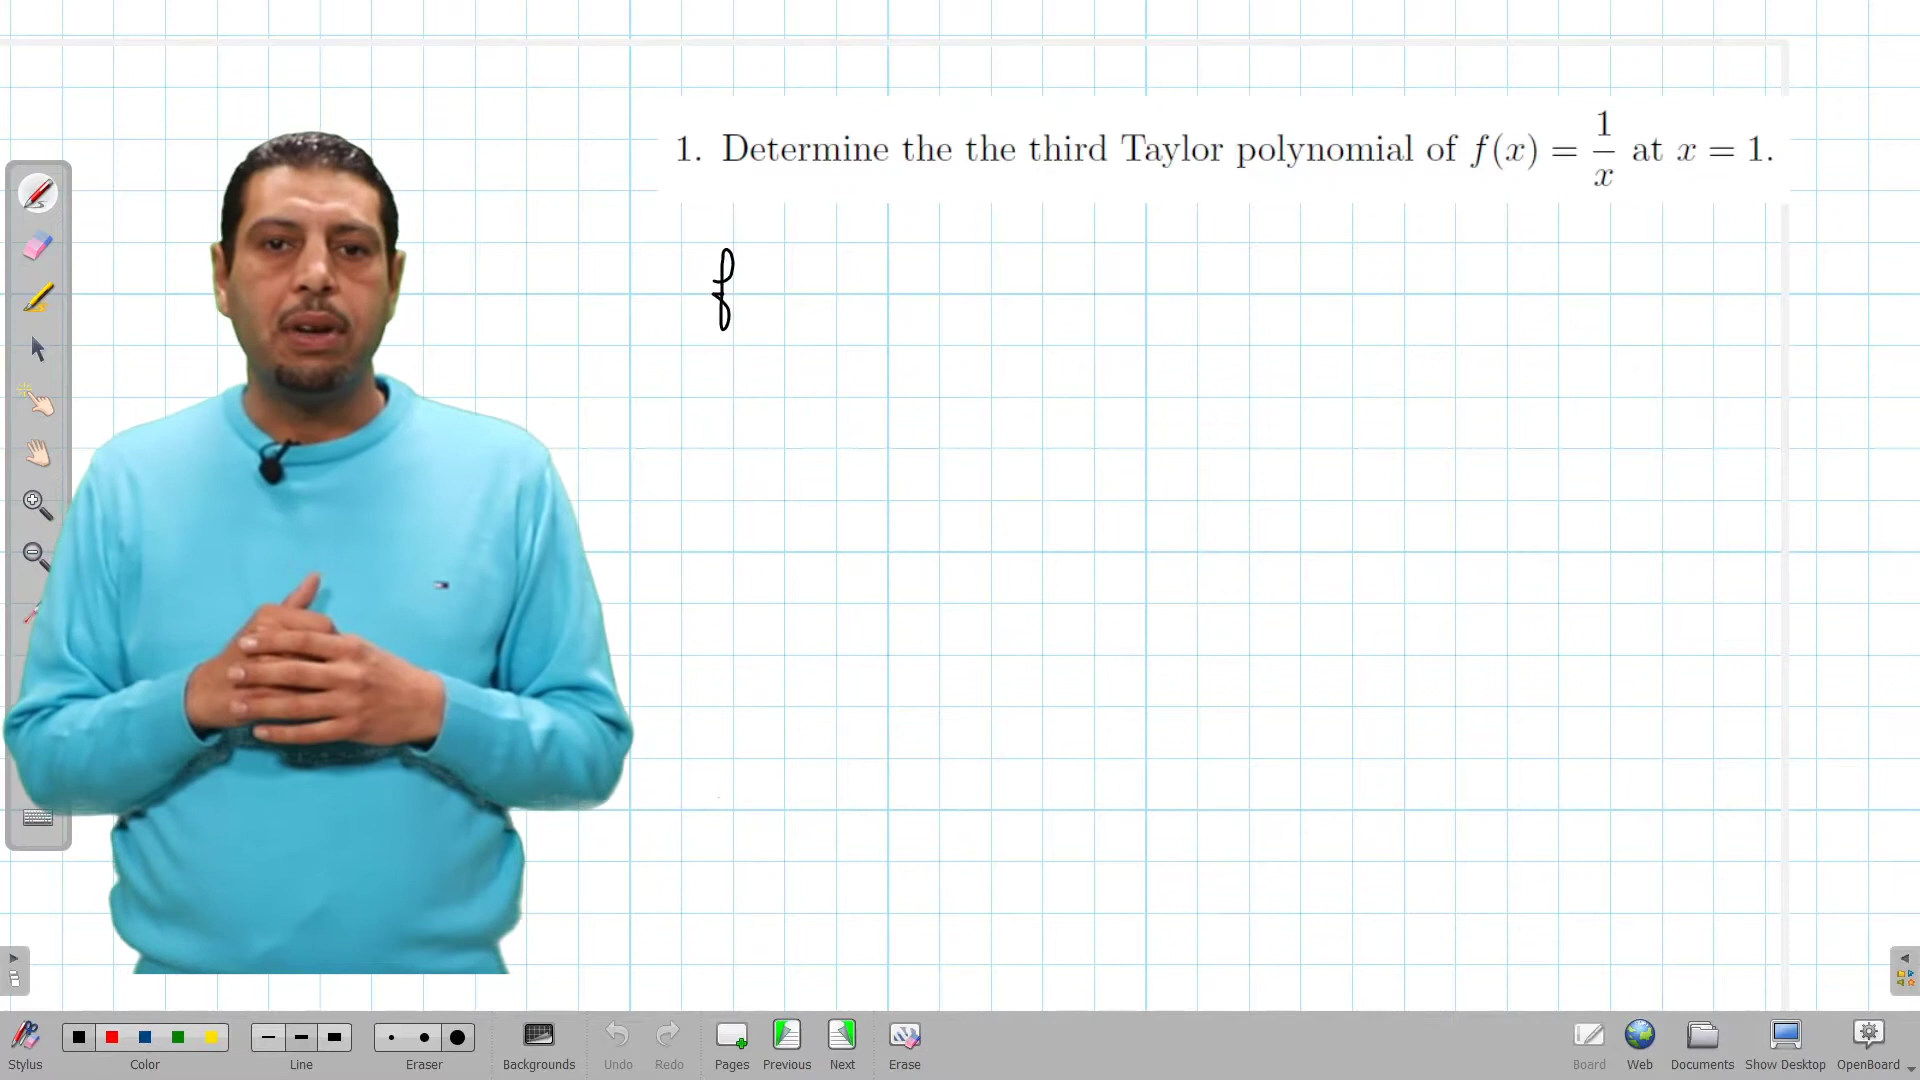 1. Determine the the third Taylor polynomial of f(x) = 1/x at x = 1.
f
Stylus Color Line Eraser Backgrounds Undo Redo Pages Previous Next Erase Board Web Documents Show Desktop OpenBoard